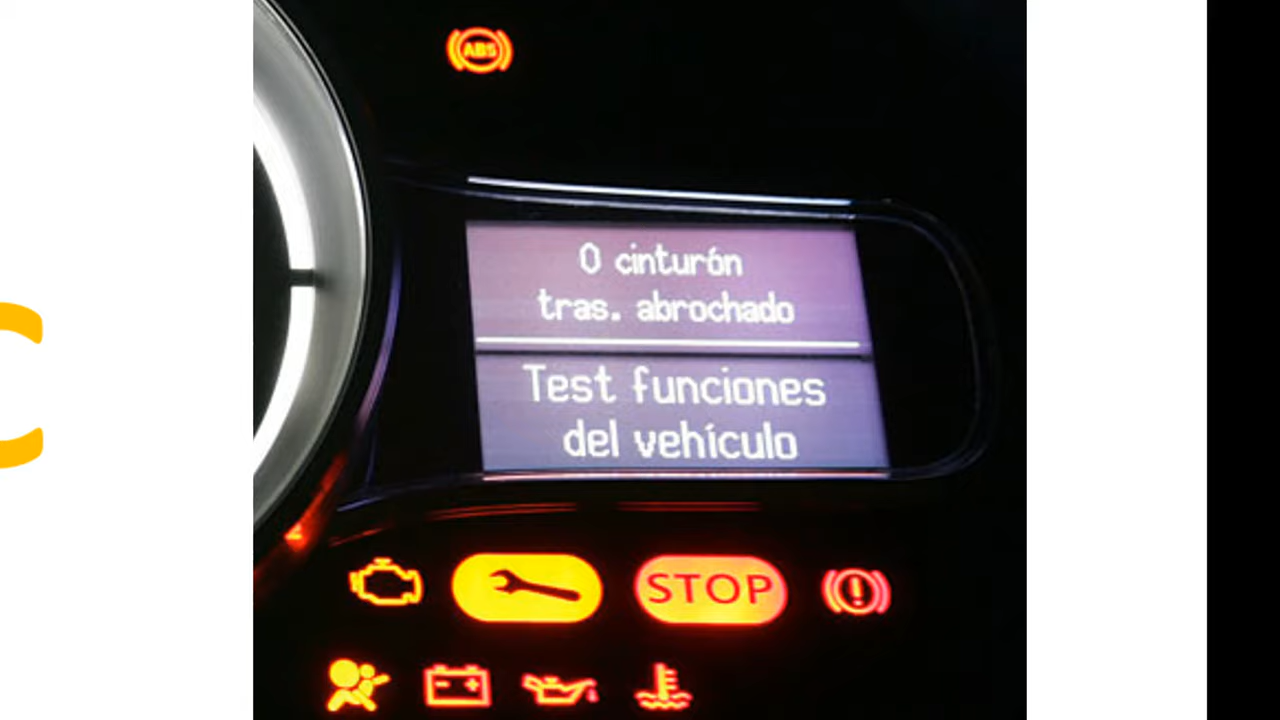 ABS
0 cinturón
tras. abrochado
Test funciones
del vehículo
STOP